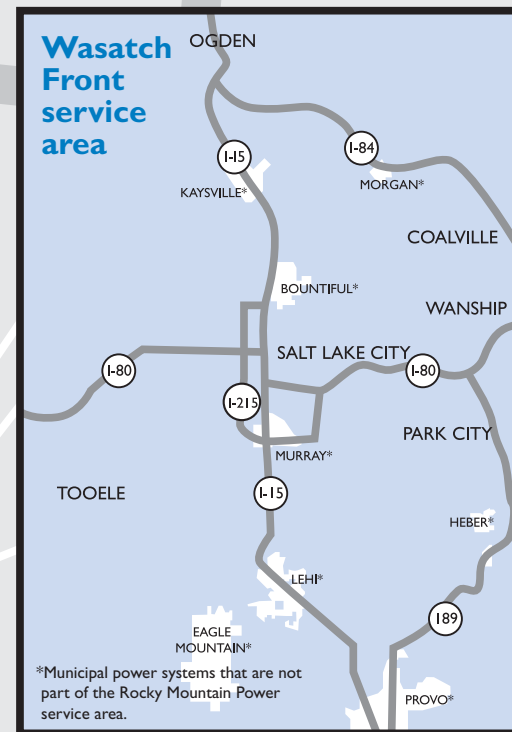 Wasatch
Front
service
area
OGDEN
I-15
I-84
KAYSVILLE*
MORGAN*
COALVILLE
BOUNTIFUL*
WANSHIP
SALT LAKE CITY
I-80
I-80
I-215
PARK CITY
MURRAY*
I-15
TOOELE
HEBER*
LEHI*
189
EAGLE
MOUNTAIN*
*Municipal power systems that are not
part of the Rocky Mountain Power
service area.
PROVO*